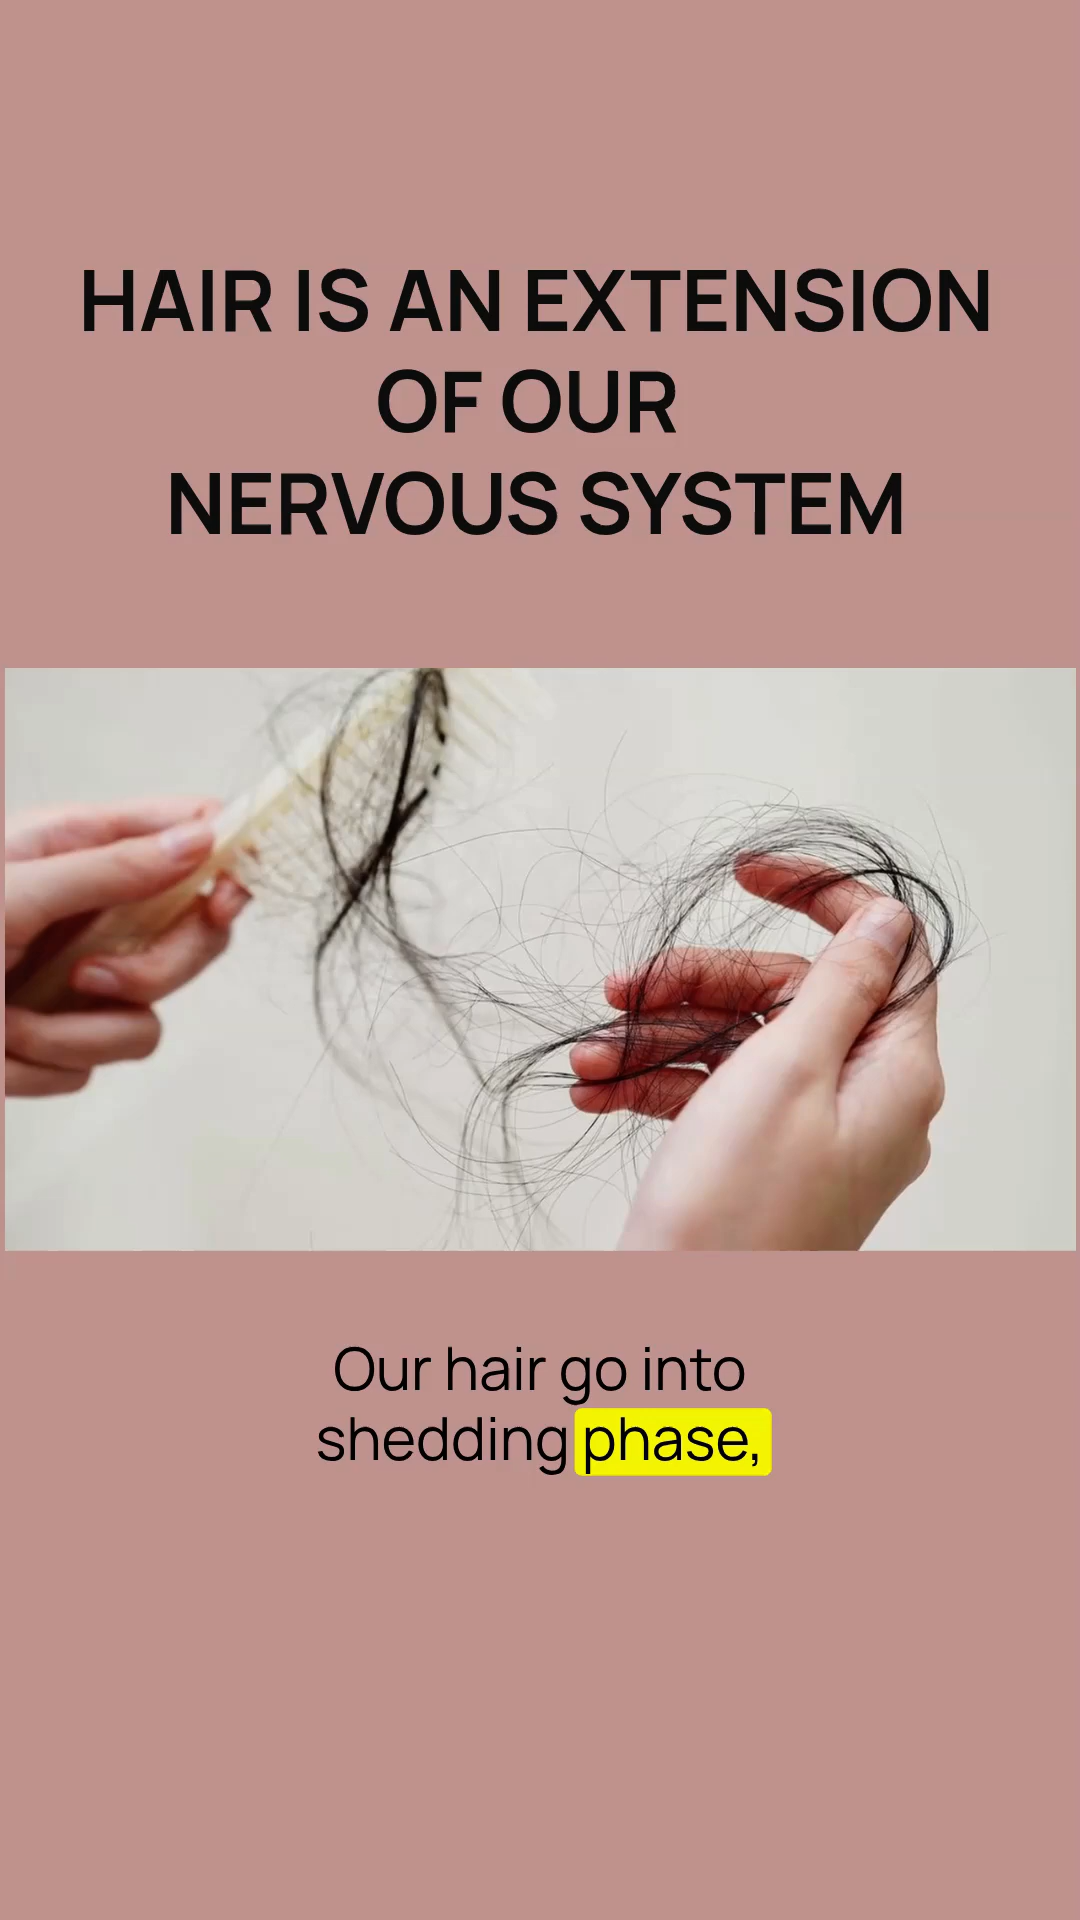 HAIR IS AN EXTENSION
OF OUR
NERVOUS SYSTEM
Our hair go into
shedding phase,